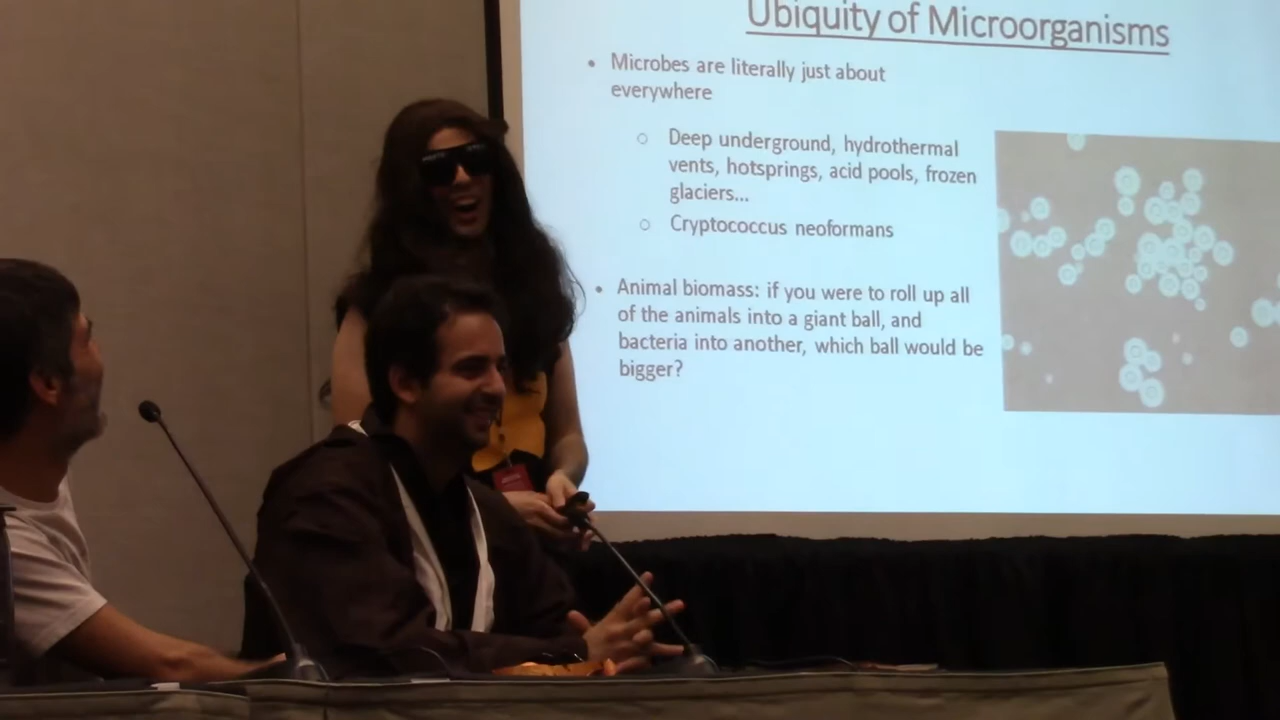 Ubiquity of Microorganisms
• Microbes are literally just about
everywhere
○ Deep underground, hydrothermal
vents, hotsprings, acid pools, frozen
glaciers...
○ Cryptococcus neoformans
• Animal biomass: if you were to roll up all
of the animals into a giant ball, and
bacteria into another, which ball would be
bigger?